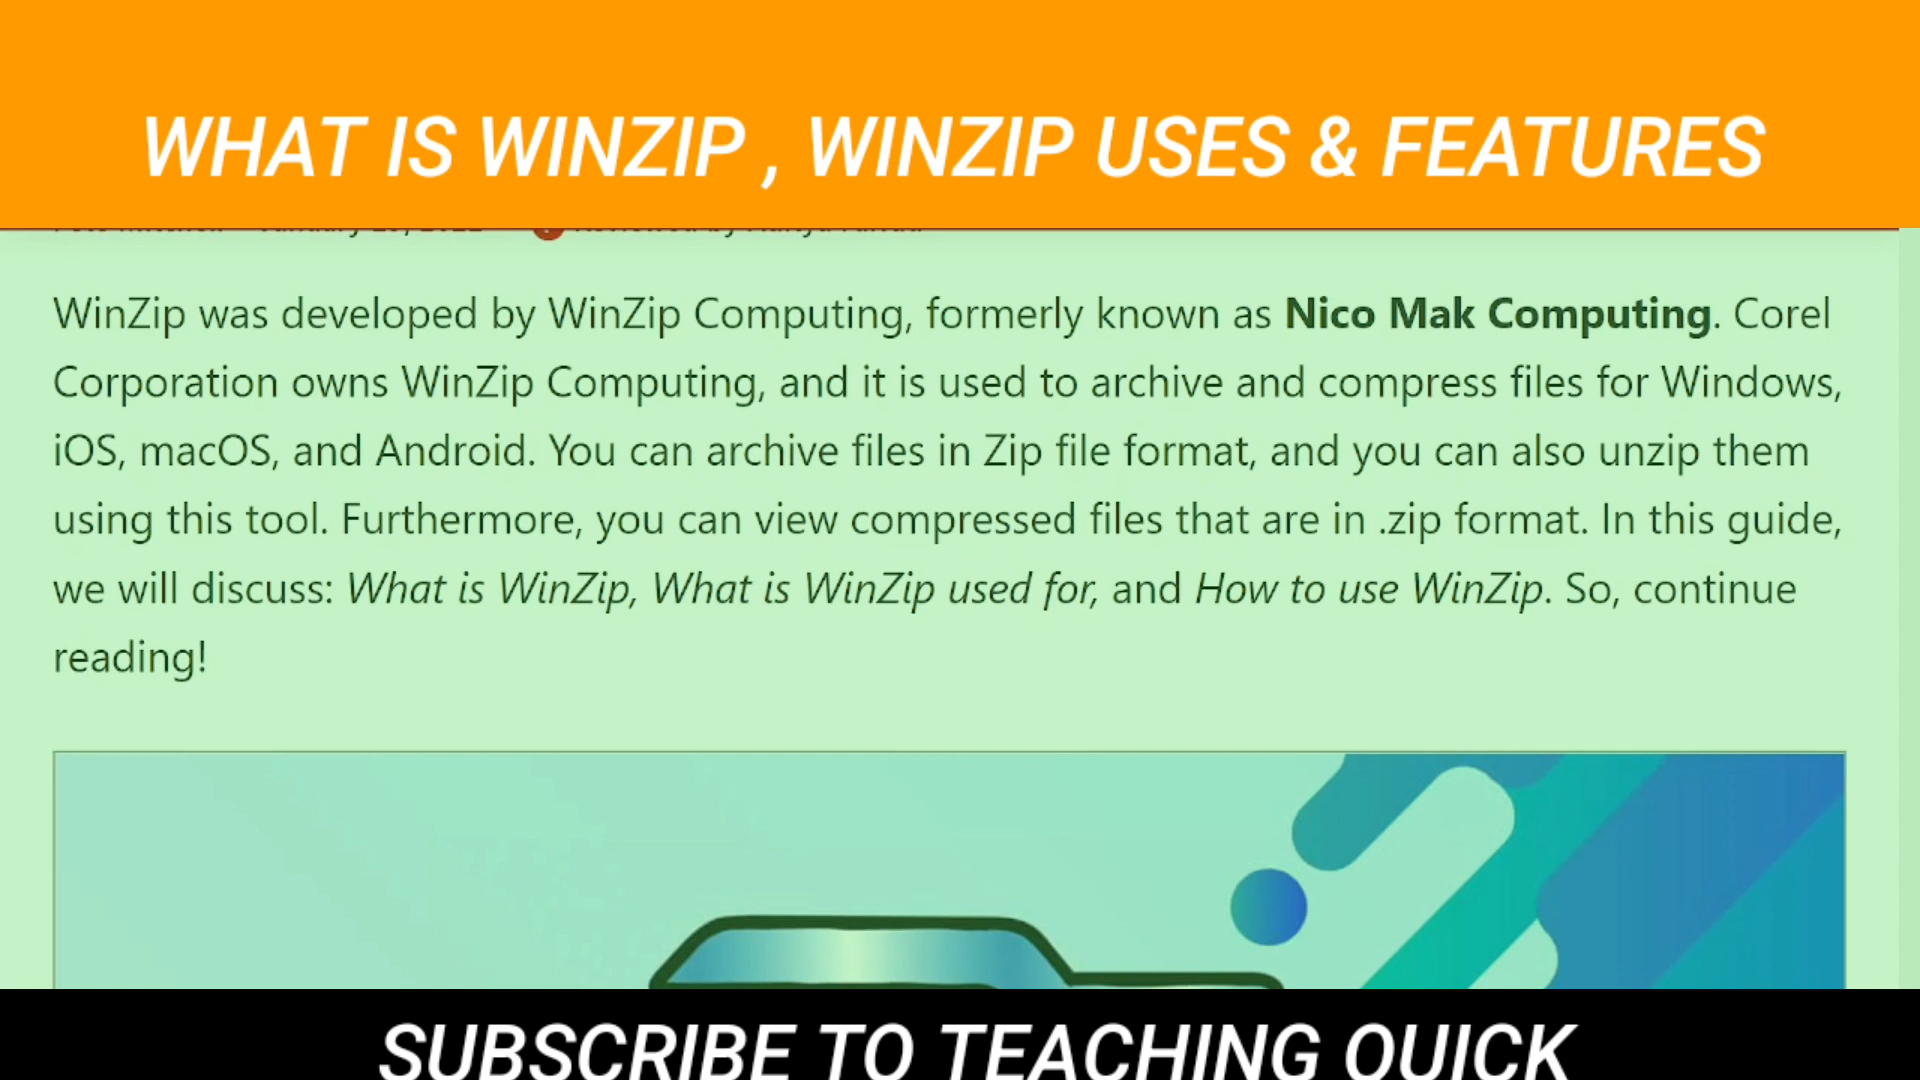 WHAT IS WINZIP , WINZIP USES & FEATURES
WinZip was developed by WinZip Computing, formerly known as Nico Mak Computing. Corel
Corporation owns WinZip Computing, and it is used to archive and compress files for Windows,
iOS, macOS, and Android. You can archive files in Zip file format, and you can also unzip them
using this tool. Furthermore, you can view compressed files that are in .zip format. In this guide,
we will discuss: What is WinZip, What is WinZip used for, and How to use WinZip. So, continue
reading!
SUBSCRIBE TO TEACHING QUICK